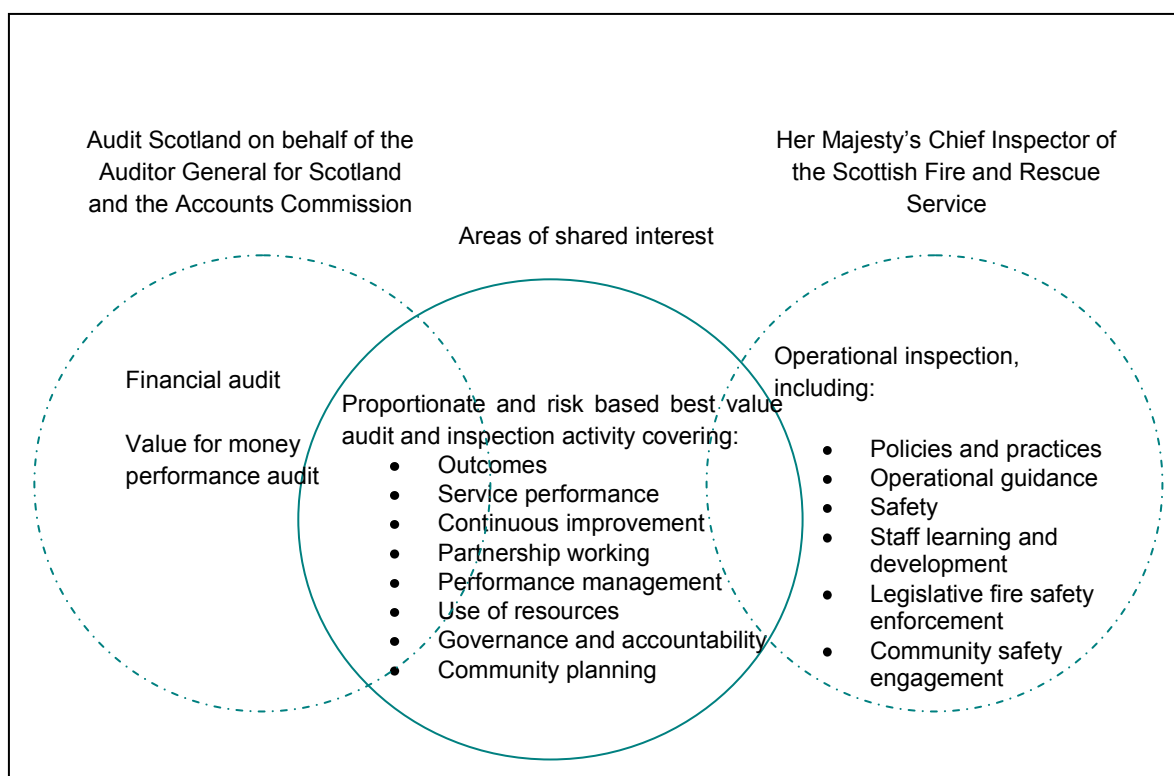 Audit Scotland on behalf of the
Auditor General for Scotland
and the Accounts Commission
Her Majesty’s Chief Inspector of
the Scottish Fire and Rescue
Service
Areas of shared interest
Financial audit
Value for money
performance audit
Proportionate and risk based best value
audit and inspection activity covering:
• Outcomes
• Service performance
• Continuous improvement
• Partnership working
• Performance management
• Use of resources
• Governance and accountability
• Community planning
Operational inspection,
including:
• Policies and practices
• Operational guidance
• Safety
• Staff learning and
development
• Legislative fire safety
enforcement
• Community safety
engagement